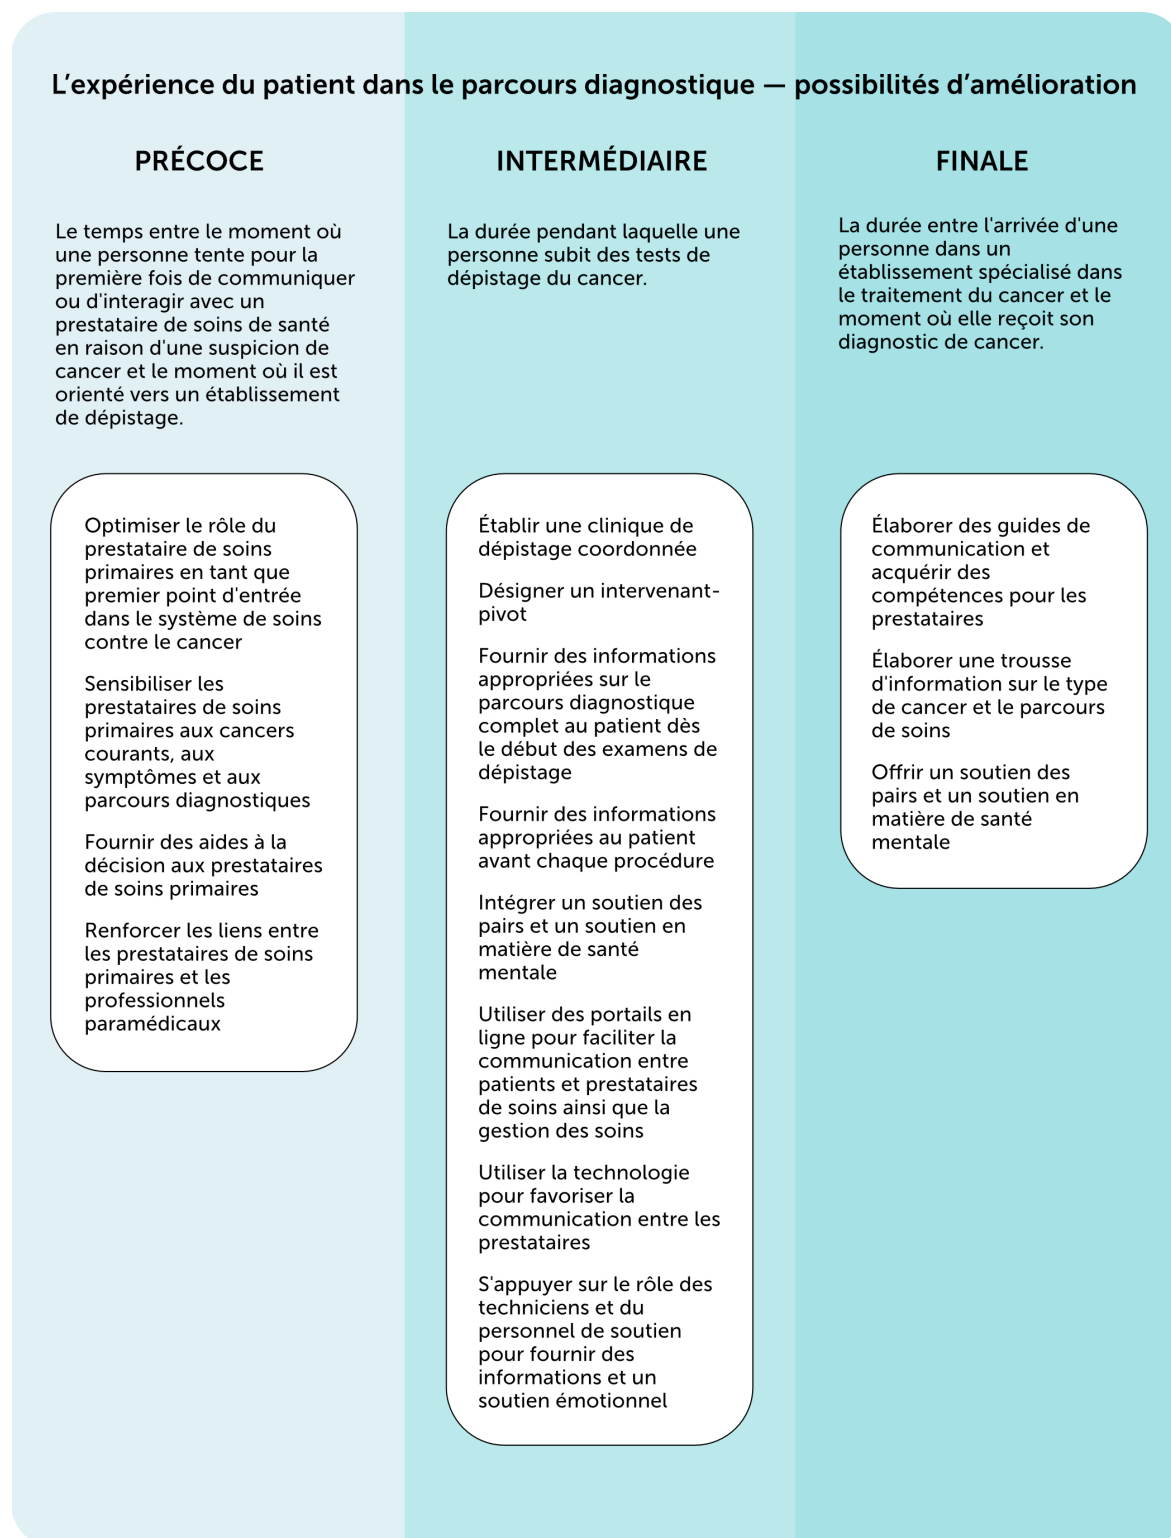 L’expérience du patient dans le parcours diagnostique — possibilités d’amélioration
PRÉCOCE
Le temps entre le moment où
une personne tente pour la
première fois de communiquer
ou d'interagir avec un
prestataire de soins de santé
en raison d'une suspicion de
cancer et le moment où il est
orienté vers un établissement
de dépistage.
Optimiser le rôle du
prestataire de soins
primaires en tant que
premier point d'entrée
dans le système de soins
contre le cancer
Sensibiliser les
prestataires de soins
primaires aux cancers
courants, aux
symptômes et aux
parcours diagnostiques
Fournir des aides à la
décision aux prestataires
de soins primaires
Renforcer les liens entre
les prestataires de soins
primaires et les
professionnels
paramédicaux
INTERMÉDIAIRE
La durée pendant laquelle une
personne subit des tests de
dépistage du cancer.
Établir une clinique de
dépistage coordonnée
Désigner un intervenant-
pivot
Fournir des informations
appropriées sur le
parcours diagnostique
complet au patient dès
le début des examens de
dépistage
Fournir des informations
appropriées au patient
avant chaque procédure
Intégrer un soutien des
pairs et un soutien en
matière de santé
mentale
Utiliser des portails en
ligne pour faciliter la
communication entre
patients et prestataires
de soins ainsi que la
gestion des soins
Utiliser la technologie
pour favoriser la
communication entre les
prestataires
S'appuyer sur le rôle des
techniciens et du
personnel de soutien
pour fournir des
informations et un
soutien émotionnel
FINALE
La durée entre l'arrivée d'une
personne dans un
établissement spécialisé dans
le traitement du cancer et le
moment où elle reçoit son
diagnostic de cancer.
Élaborer des guides de
communication et
acquérir des
compétences pour les
prestataires
Élaborer une trousse
d'information sur le type
de cancer et le parcours
de soins
Offrir un soutien des
pairs et un soutien en
matière de santé
mentale